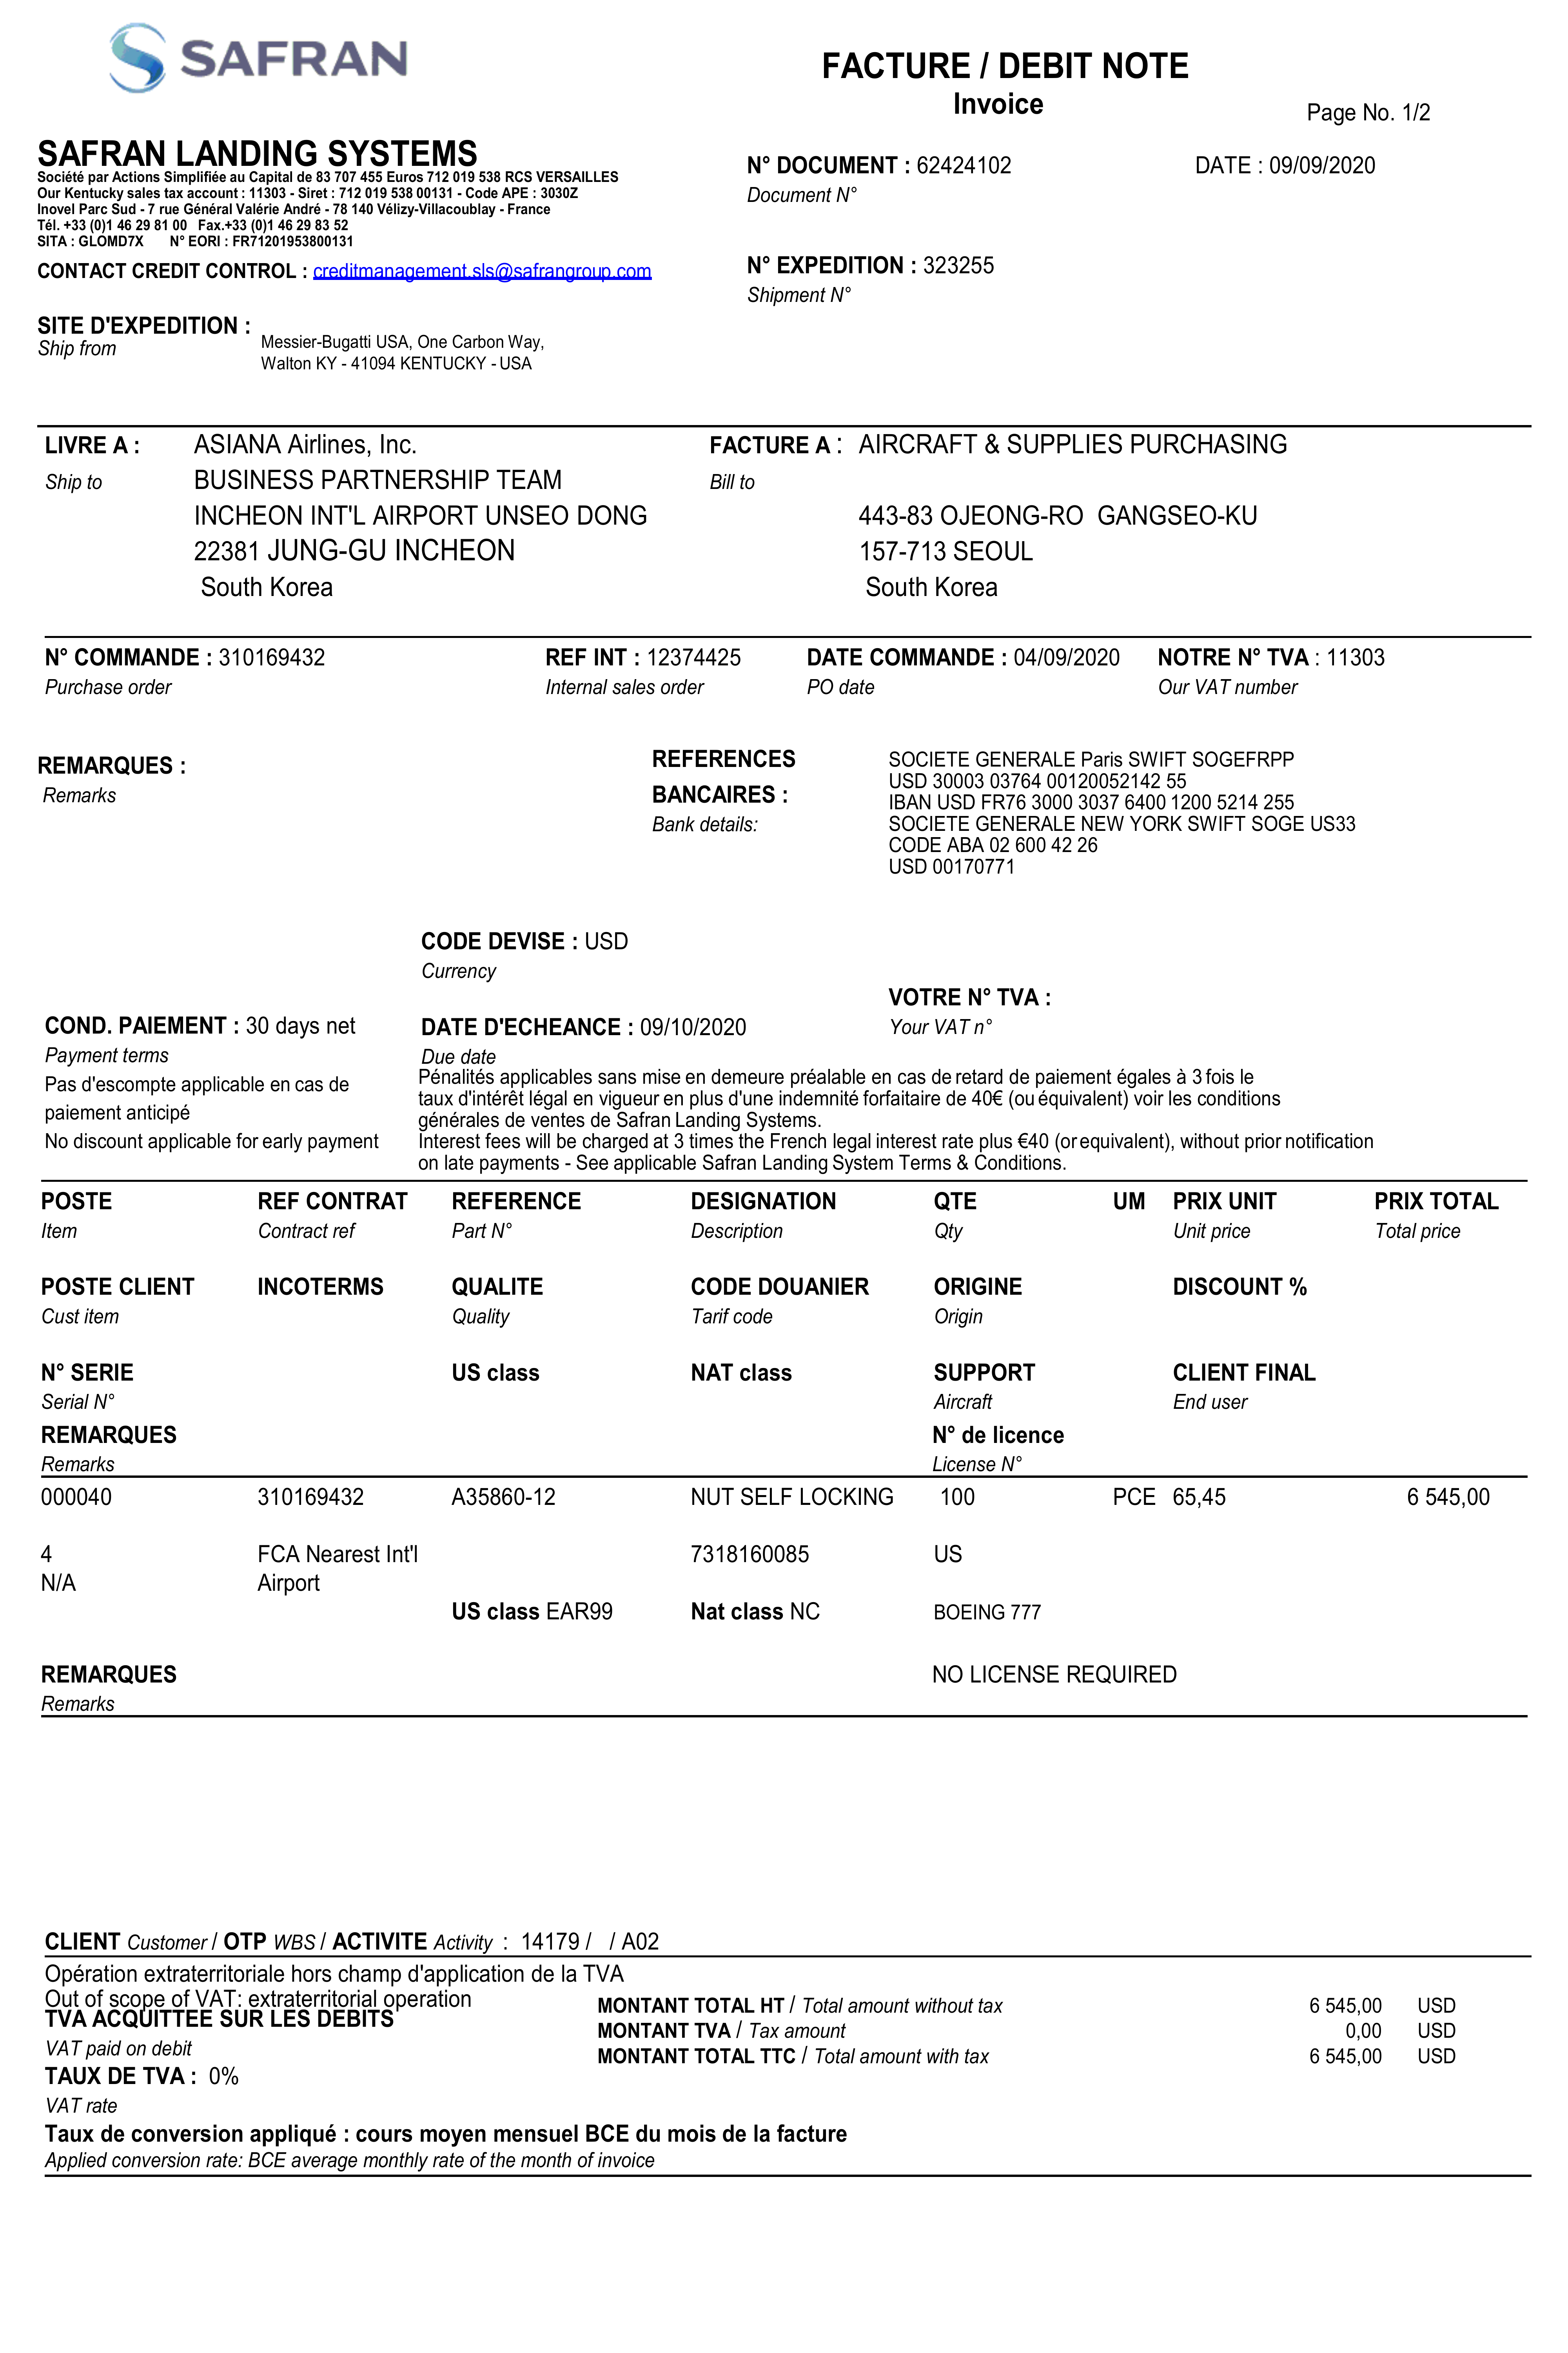 SAFRAN
FACTURE / DEBIT NOTE
Invoice
Page No. 1/2
SAFRAN LANDING SYSTEMS
Société par Actions Simplifiée au Capital de 83 707 455 Euros 712 019 538 RCS VERSAILLES
Our Kentucky sales tax account : 11303 - Siret : 712 019 538 00131 - Code APE : 3030Z
Inovel Parc Sud - 7 rue Général Valérie André - 78 140 Vélizy-Villacoublay - France
Tél. +33 (0)1 46 29 81 00 Fax.+33 (0)1 46 29 83 52
SITA : GLOMD7X N° EORI : FR71201953800131
CONTACT CREDIT CONTROL : creditmanagement.sls@safrangroup.com
N° DOCUMENT : 62424102 DATE : 09/09/2020
Document N°
N° EXPEDITION : 323255
Shipment N°
SITE D'EXPEDITION :
Ship from
Messier-Bugatti USA, One Carbon Way,
Walton KY - 41094 KENTUCKY - USA
LIVRE A : ASIANA Airlines, Inc.
Ship to BUSINESS PARTNERSHIP TEAM
INCHEON INT'L AIRPORT UNSEO DONG
22381 JUNG-GU INCHEON
South Korea
FACTURE A : AIRCRAFT & SUPPLIES PURCHASING
Bill to
443-83 OJEONG-RO GANGSEO-KU
157-713 SEOUL
South Korea
N° COMMANDE : 310169432 REF INT : 12374425 DATE COMMANDE : 04/09/2020 NOTRE N° TVA : 11303
Purchase order Internal sales order PO date Our VAT number
REMARQUES :
Remarks
REFERENCES
BANCAIRES :
Bank details:
SOCIETE GENERALE Paris SWIFT SOGEFRPP
USD 30003 03764 00120052142 55
IBAN USD FR76 3000 3037 6400 1200 5214 255
SOCIETE GENERALE NEW YORK SWIFT SOGE US33
CODE ABA 02 600 42 26
USD 00170771
CODE DEVISE : USD
Currency
VOTRE N° TVA :
Your VAT n°
COND. PAIEMENT : 30 days net
Payment terms
Pas d'escompte applicable en cas de
paiement anticipé
No discount applicable for early payment
DATE D'ECHEANCE : 09/10/2020
Due date
Pénalités applicables sans mise en demeure préalable en cas de retard de paiement égales à 3 fois le
taux d'intérêt légal en vigueur en plus d'une indemnité forfaitaire de 40€ (ou équivalent) voir les conditions
générales de ventes de Safran Landing Systems.
Interest fees will be charged at 3 times the French legal interest rate plus €40 (or equivalent), without prior notification
on late payments - See applicable Safran Landing System Terms & Conditions.
POSTE REF CONTRAT REFERENCE DESIGNATION QTE UM PRIX UNIT PRIX TOTAL
Item Contract ref Part N° Description Qty Unit price Total price
POSTE CLIENT INCOTERMS QUALITE CODE DOUANIER ORIGINE DISCOUNT %
Cust item Quality Tarif code Origin
N° SERIE US class NAT class SUPPORT CLIENT FINAL
Serial N° Aircraft End user
REMARQUES N° de licence
Remarks License N°
000040 310169432 A35860-12 NUT SELF LOCKING 100 PCE 65,45 6 545,00
4 FCA Nearest Int'l 7318160085 US
N/A Airport
US class EAR99 Nat class NC BOEING 777
REMARQUES NO LICENSE REQUIRED
Remarks
CLIENT Customer / OTP WBS / ACTIVITE Activity : 14179 / / A02
Opération extraterritoriale hors champ d'application de la TVA
Out of scope of VAT: extraterritorial operation
TVA ACQUITTEE SUR LES DEBITS
VAT paid on debit
TAUX DE TVA : 0%
VAT rate
MONTANT TOTAL HT / Total amount without tax 6 545,00 USD
MONTANT TVA / Tax amount 0,00 USD
MONTANT TOTAL TTC / Total amount with tax 6 545,00 USD
Taux de conversion appliqué : cours moyen mensuel BCE du mois de la facture
Applied conversion rate: BCE average monthly rate of the month of invoice